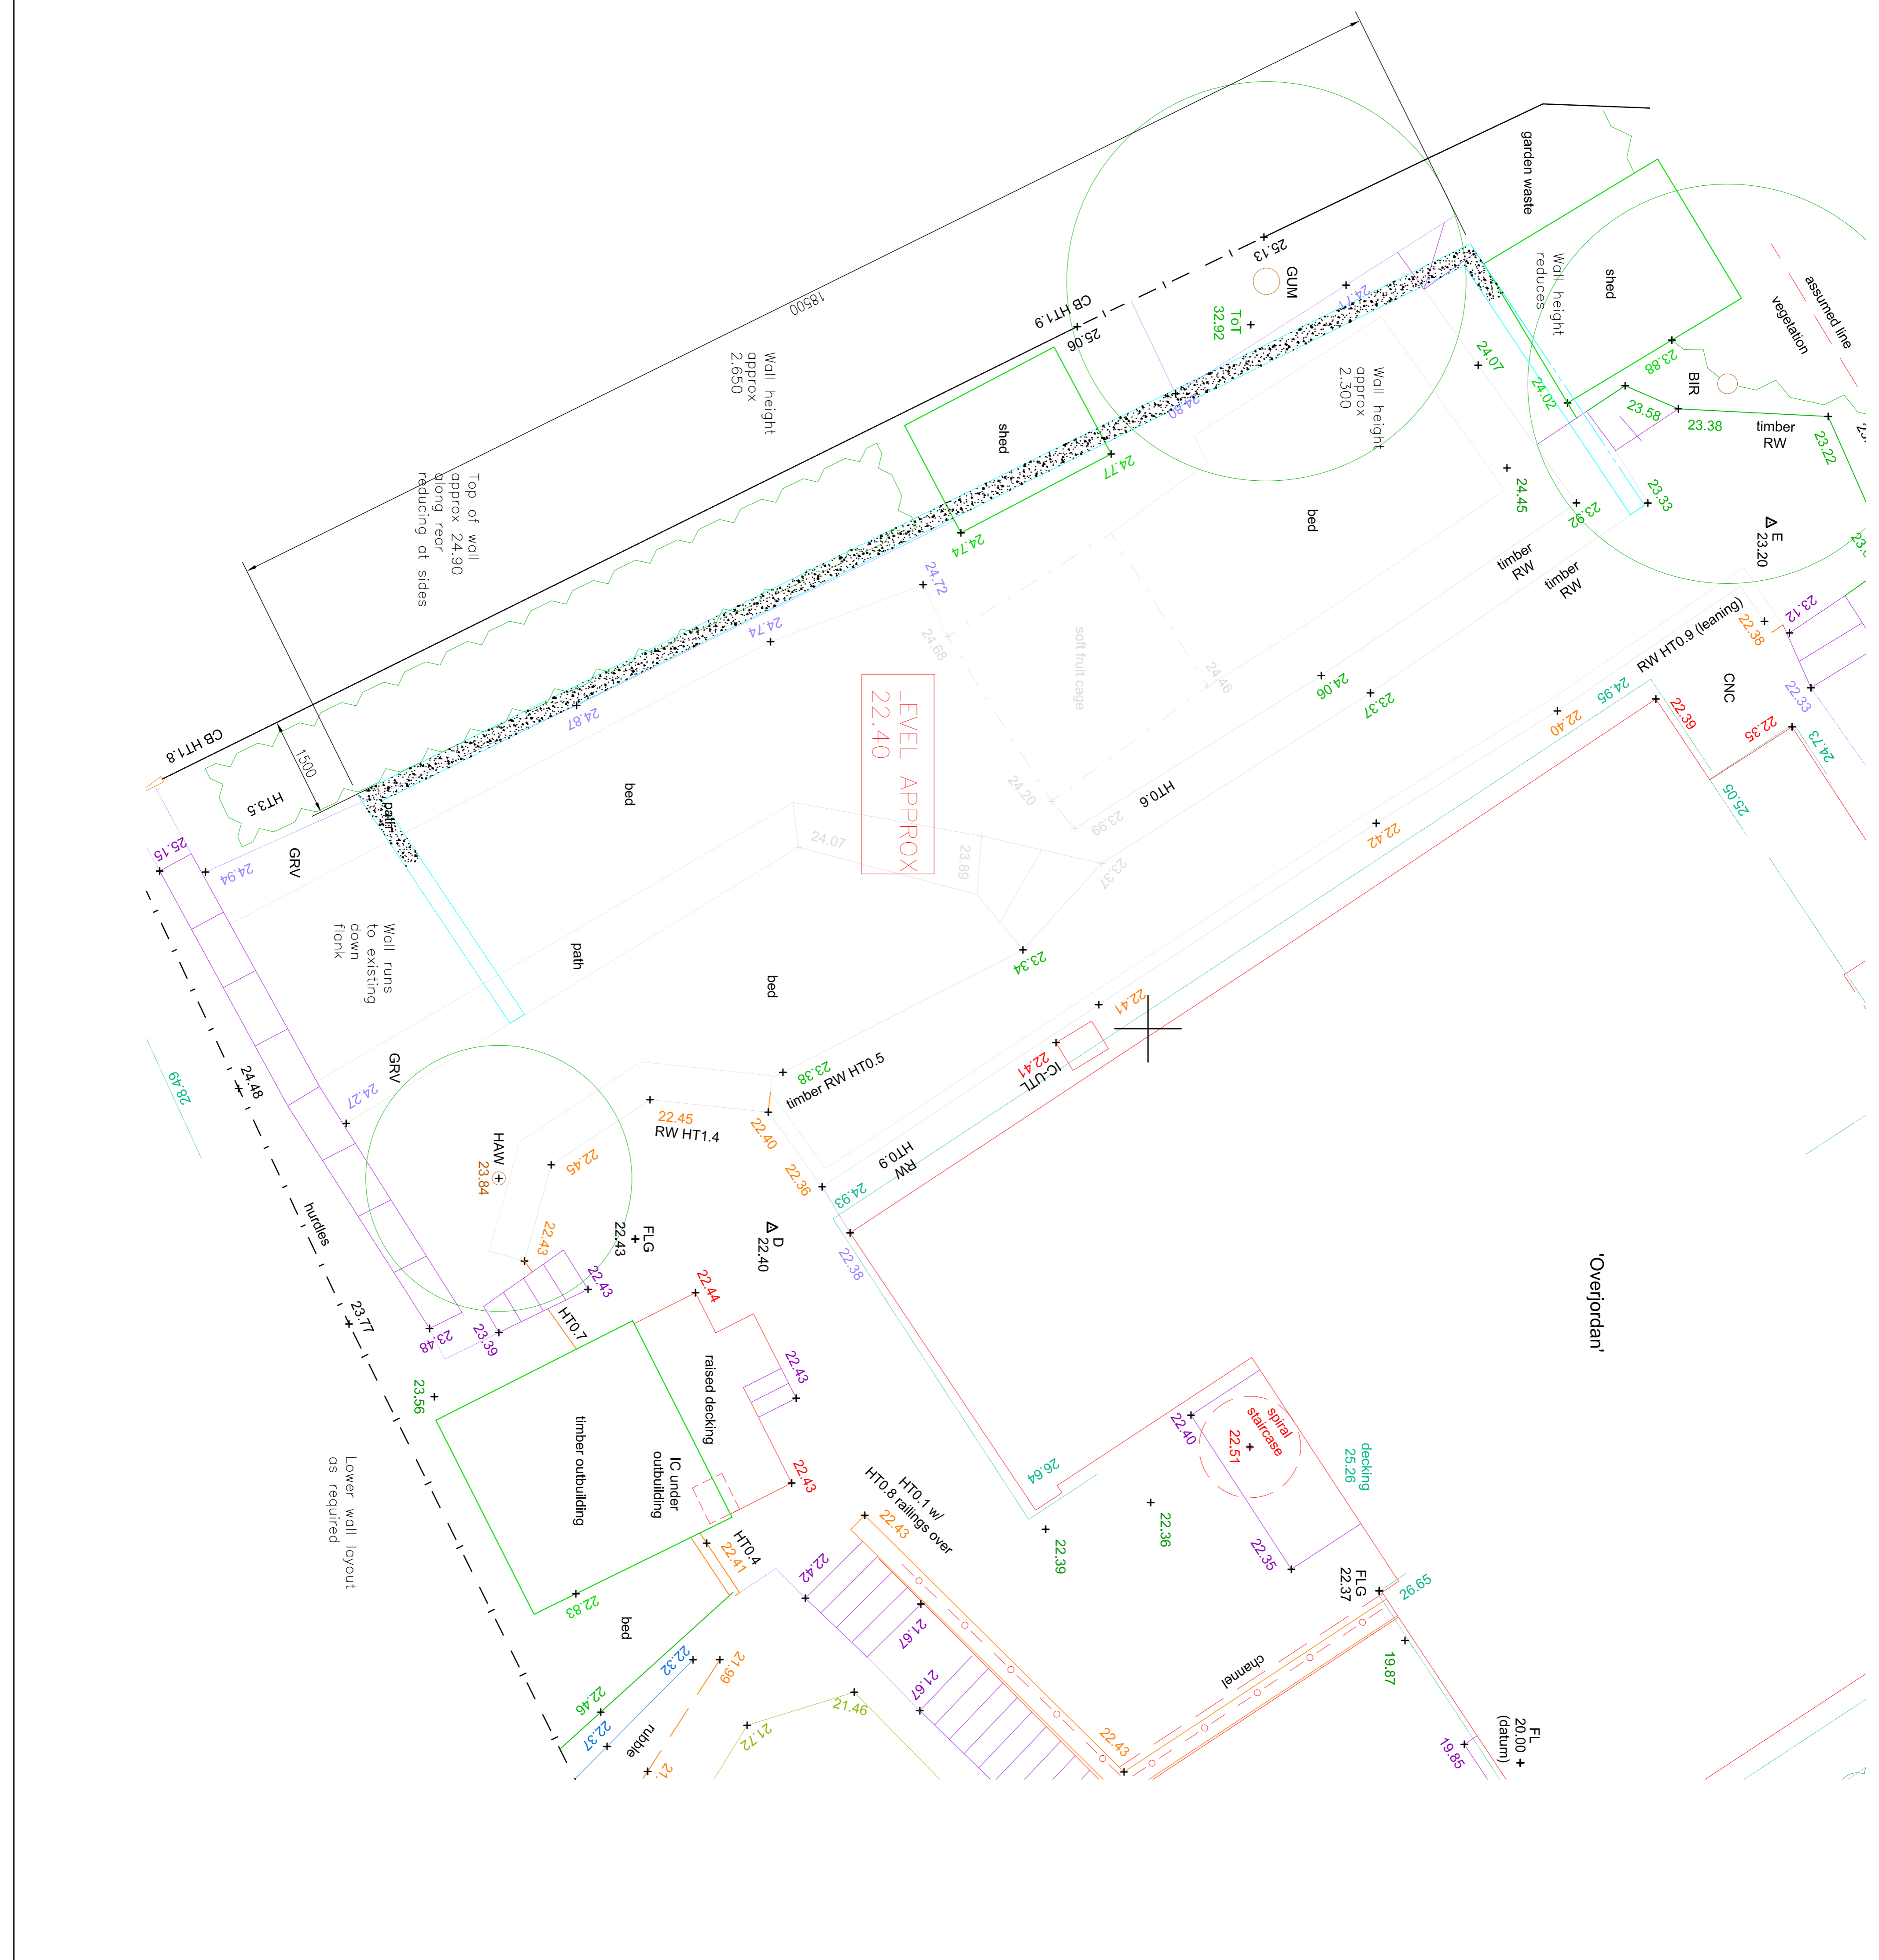 garden waste
shed
Wall height
reduces
assumed line
vegetation
BIR
23.88
24.02
23.58
23.38
timber
RW
23.22
23.33
23.92
E
23.20
23.12
22.38
22.33
RW HT0.9 (leaning)
CNC
24.95
22.39
22.35
24.73
25.05
25.13
GUM
ToT
32.92
24.71
24.07
24.45
timber
RW
timber
RW
CB HT1.9
25.06
24.80
Wall height
approx
2.300
18500
Wall height
approx
2.650
shed
24.77
24.74
bed
Top of wall
approx 24.90
along rear
reducing at sides
24.72
24.74
24.68
soft fruit cage
24.46
24.06
23.37
24.87
LEVEL APPROX
22.40
22.40
22.42
HT0.6
24.20
23.99
23.37
24.07
23.89
CB HT1.8
1500
HT3.5
path
GRV
25.15
24.94
bed
Wall runs
to existing
down
flank
path
bed
23.34
22.41
22.41
IC-UTL
28.49
24.48
GRV
24.27
23.38
timber RW HT0.5
22.45
RW HT1.4
22.40
22.36
HT0.9
RW
24.93
22.38
HAW
23.84
22.45
22.43
FLG
22.43
D
22.40
hurdles
23.77
23.48
23.39
22.43
HT0.7
22.44
raised decking
22.43
22.43
23.56
timber outbuilding
IC under
outbuilding
Lower wall layout
as required
HT0.4
22.41
22.83
bed
22.42
HT0.1 w/
HT0.8 railings over
22.43
21.67
21.67
22.32
21.99
22.46
22.37
rubble
21.
21.72
21.46
22.43
channel
'Overjordan'
26.64
22.39
22.36
22.40
spiral
staircase
22.51
decking
25.26
22.35
FLG
22.37
26.65
19.87
FL
20.00
(datum)
19.85